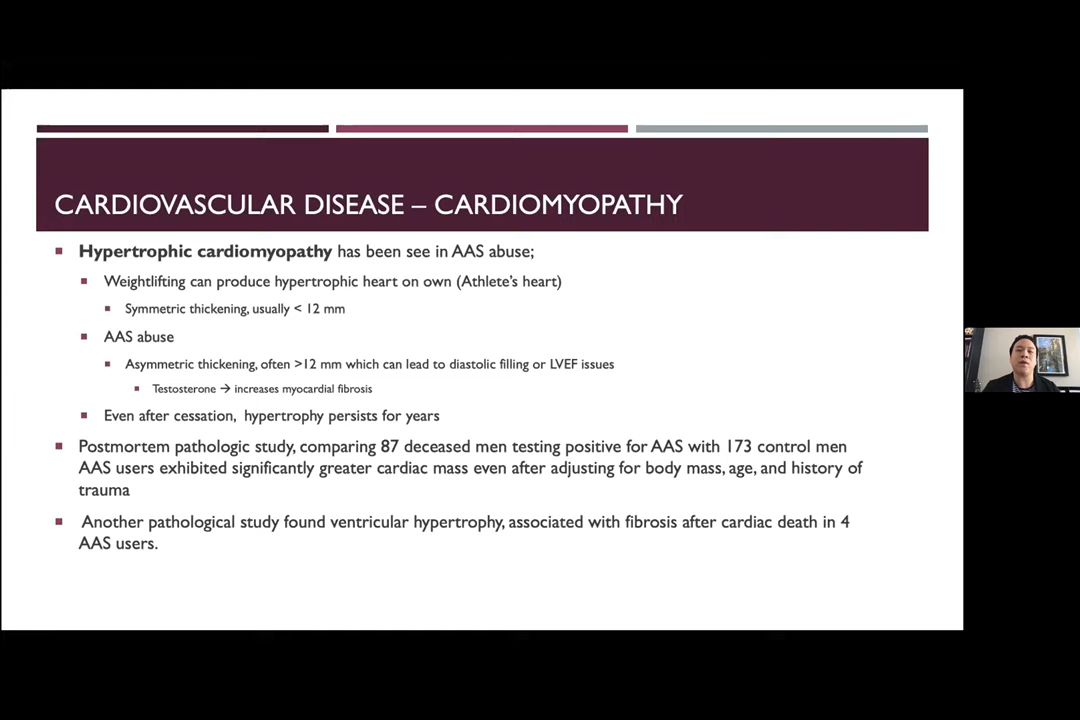 CARDIOVASCULAR DISEASE – CARDIOMYOPATHY
Hypertrophic cardiomyopathy has been see in AAS abuse;
Weightlifting can produce hypertrophic heart on own (Athlete's heart)
Symmetric thickening, usually < 12 mm
AAS abuse
Asymmetric thickening, often >12 mm which can lead to diastolic filling or LVEF issues
Testosterone → increases myocardial fibrosis
Even after cessation, hypertrophy persists for years
Postmortem pathologic study, comparing 87 deceased men testing positive for AAS with 173 control men
AAS users exhibited significantly greater cardiac mass even after adjusting for body mass, age, and history of
trauma
Another pathological study found ventricular hypertrophy, associated with fibrosis after cardiac death in 4
AAS users.